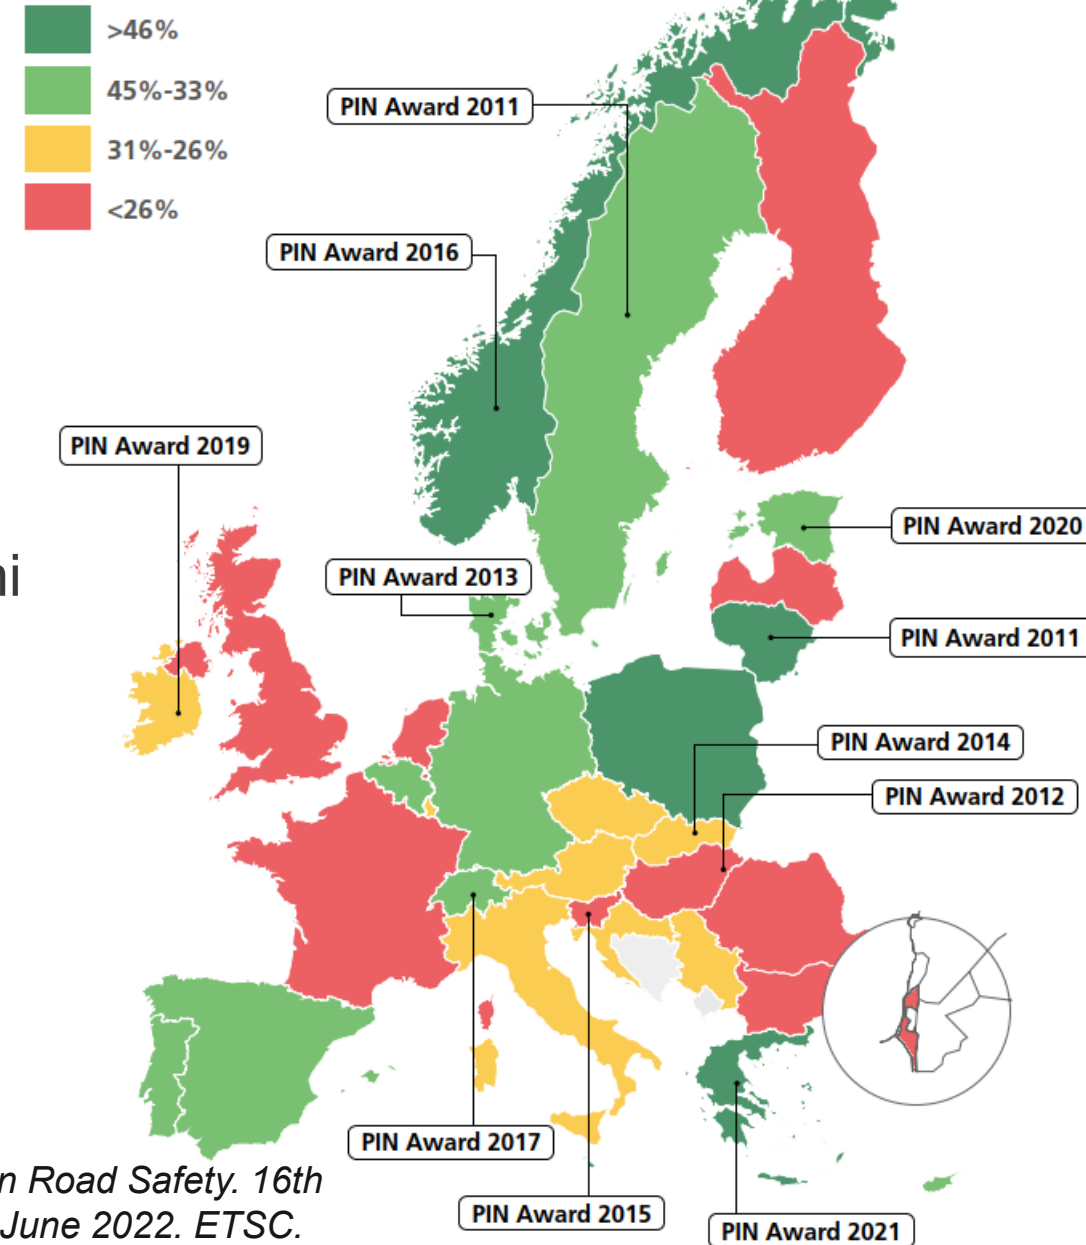 >46%
45%-33%
31%-26%
<26%
PIN Award 2011
PIN Award 2016
PIN Award 2019
PIN Award 2020
PIN Award 2013
ni
PIN Award 2011
PIN Award 2014
PIN Award 2012
PIN Award 2017
n Road Safety. 16th
June 2022. ETSC.
PIN Award 2015
PIN Award 2021